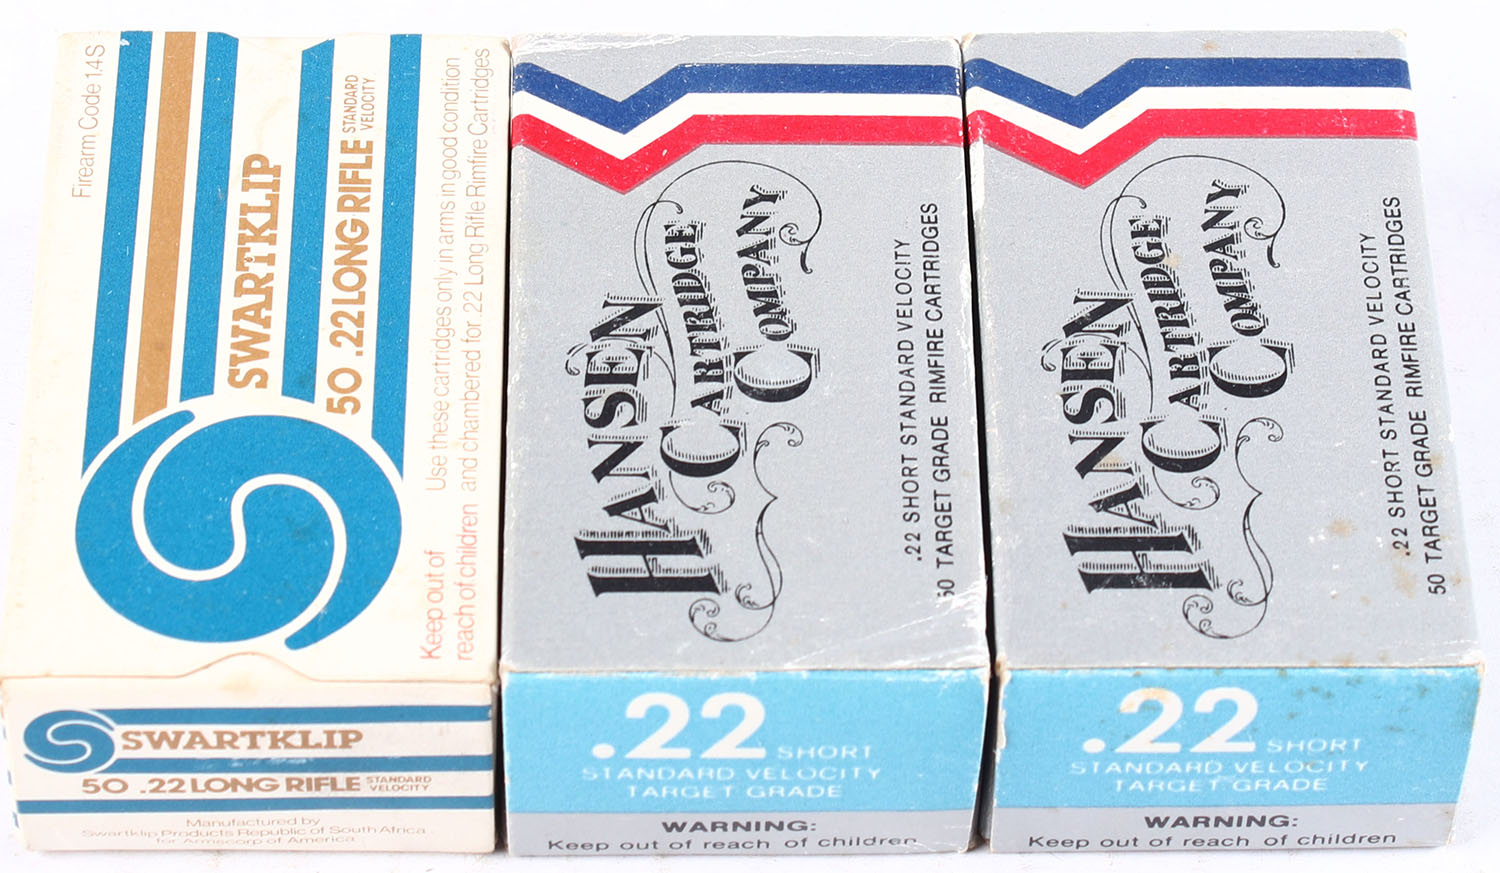 Firearm Code 1.4S
SWARTKLIP
50 .22 LONG RIFLE STANDARD
VELOCITY
Keep out of
reach of children
Use these cartridges only in arms in good condition
and chambered for .22 Long Rifle Rimfire Cartridges
SWARTKLIP
50 .22 LONG RIFLE STANDARD
VELOCITY
Manufactured by
Swartklip Products Republic of South Africa
for Armscorp of America
HANSEN
CARTRIDGE
COMPANY
.22 SHORT STANDARD VELOCITY
50 TARGET GRADE RIMFIRE CARTRIDGES
.22 SHORT
STANDARD VELOCITY
TARGET GRADE
WARNING:
Keep out of reach of children
HANSEN
CARTRIDGE
COMPANY
.22 SHORT STANDARD VELOCITY
50 TARGET GRADE RIMFIRE CARTRIDGES
.22 SHORT
STANDARD VELOCITY
TARGET GRADE
WARNING:
Keep out of reach of children